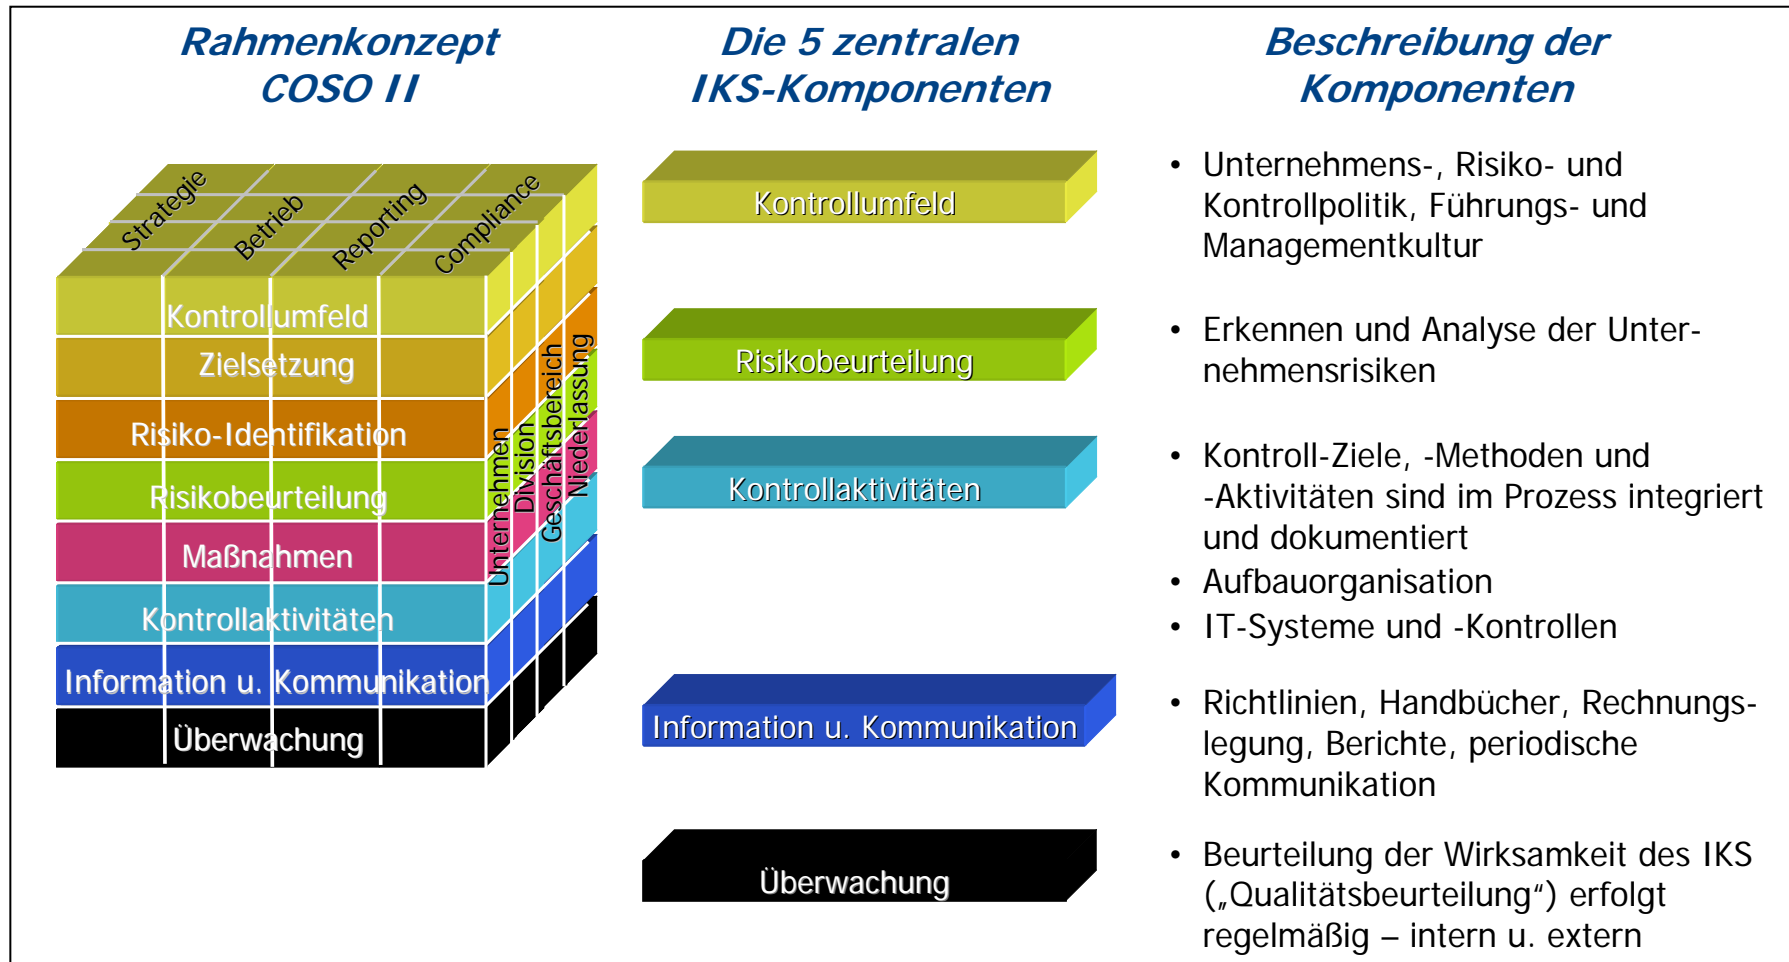 Rahmenkonzept
COSO II
Strategie
Betrieb
Reporting
Compliance
Kontrollumfeld
Zielsetzung
Risiko-Identifikation
Risikobeurteilung
Maßnahmen
Kontrollaktivitäten
Information u. Kommunikation
Überwachung
Unternehmen
Division
Geschäftsbereich
Niederlassung
Die 5 zentralen
IKS-Komponenten
Kontrollumfeld
Risikobeurteilung
Kontrollaktivitäten
Information u. Kommunikation
Überwachung
Beschreibung der
Komponenten
• Unternehmens-, Risiko- und
Kontrollpolitik, Führungs- und
Managementkultur
• Erkennen und Analyse der Unter-
nehmensrisiken
• Kontroll-Ziele, -Methoden und
-Aktivitäten sind im Prozess integriert
und dokumentiert
• Aufbauorganisation
• IT-Systeme und -Kontrollen
• Richtlinien, Handbücher, Rechnungs-
legung, Berichte, periodische
Kommunikation
• Beurteilung der Wirksamkeit des IKS
(„Qualitätsbeurteilung“) erfolgt
regelmäßig – intern u. extern